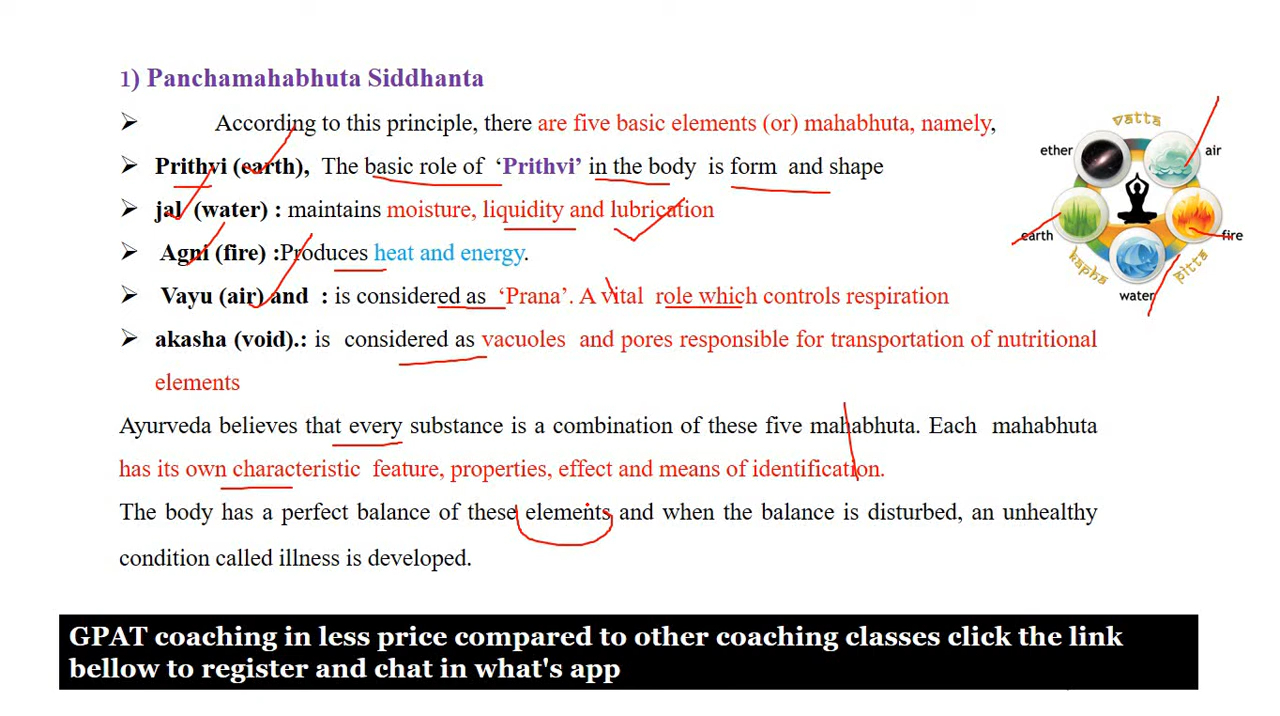 1) Panchamahabhuta Siddhanta
➢ According to this principle, there are five basic elements (or) mahabhuta, namely,
➢ Prithvi (earth), The basic role of ‘Prithvi’ in the body is form and shape
➢ jal (water) : maintains moisture, liquidity and lubrication
➢ Agni (fire) :Produces heat and energy.
➢ Vayu (air) and : is considered as ‘Prana’. A vital role which controls respiration
➢ akasha (void).: is considered as vacuoles and pores responsible for transportation of nutritional
elements
Ayurveda believes that every substance is a combination of these five mahabhuta. Each mahabhuta
has its own characteristic feature, properties, effect and means of identification.
The body has a perfect balance of these elements and when the balance is disturbed, an unhealthy
condition called illness is developed.
vatta
ether
air
earth
fire
kapha
pitta
water
GPAT coaching in less price compared to other coaching classes click the link
bellow to register and chat in what's app